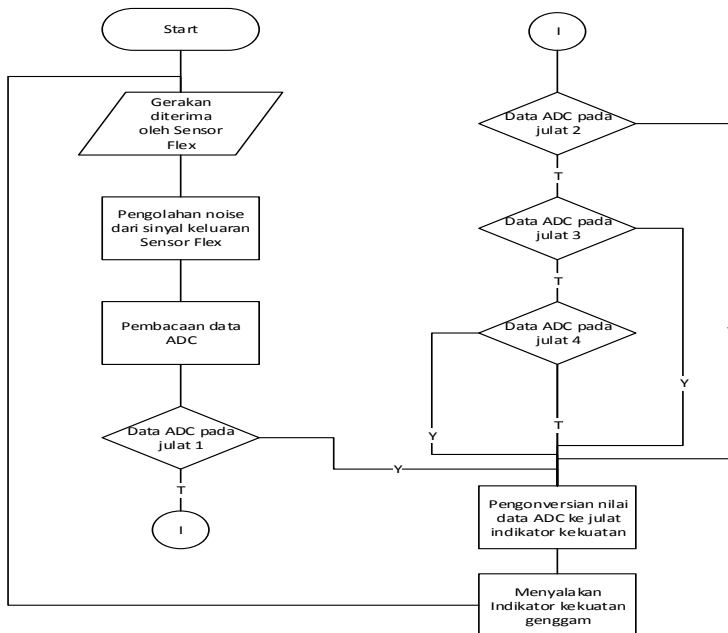 Start
Gerakan
diterima
oleh Sensor
Flex
Pengolahan noise
dari sinyal keluaran
Sensor Flex
Pembacaan data
ADC
Data ADC pada
julat 1
T
Y
I
I
Data ADC pada
julat 2
T
Data ADC pada
julat 3
T
Y
Data ADC pada
julat 4
T
Y
Pengonversian nilai
data ADC ke julat
indikator kekuatan
Menyalakan
Indikator kekuatan
genggam